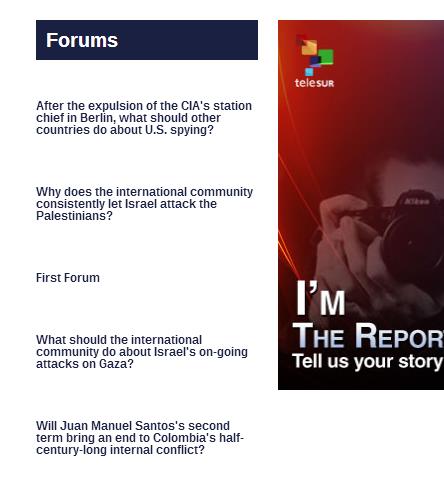 Forums
After the expulsion of the CIA's station
chief in Berlin, what should other
countries do about U.S. spying?
Why does the international community
consistently let Israel attack the
Palestinians?
First Forum
What should the international
community do about Israel's on-going
attacks on Gaza?
Will Juan Manuel Santos's second
term bring an end to Colombia's half-
century-long internal conflict?
teleSUR
Nikon
I'M
THE REPOR
Tell us your story